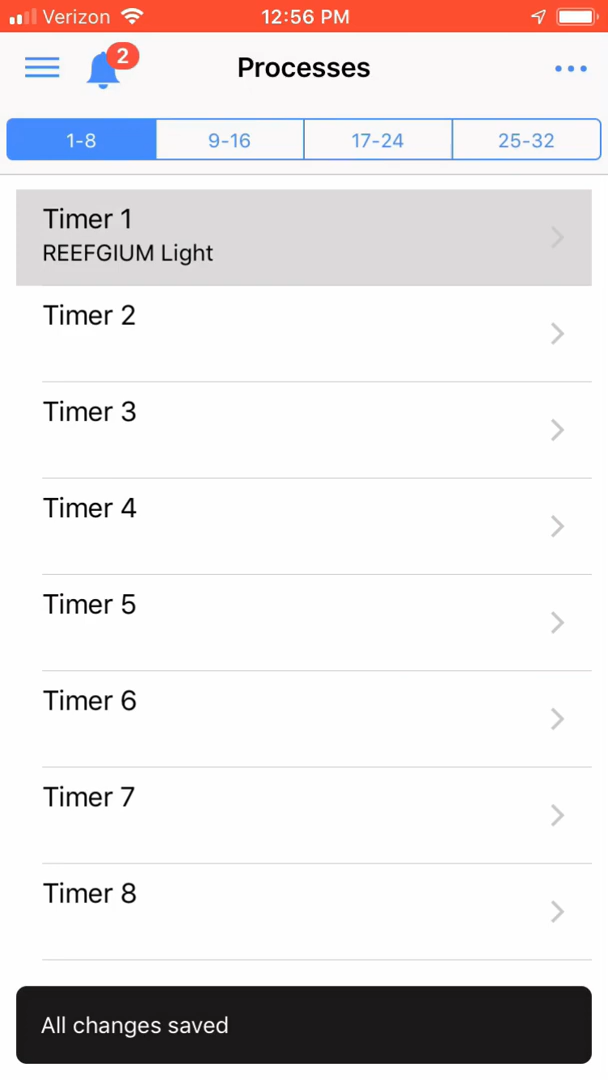 Verizon 12:56 PM
2
Processes
1-8 9-16 17-24 25-32
Timer 1
REEFGIUM Light
Timer 2
Timer 3
Timer 4
Timer 5
Timer 6
Timer 7
Timer 8
All changes saved